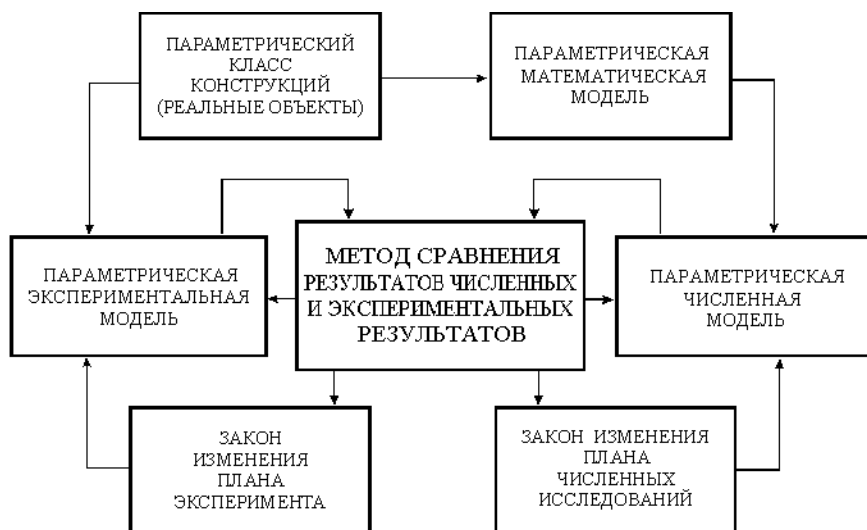 ПАРАМЕТРИЧЕСКИЙ
КЛАСС
КОНСТРУКЦИЙ
(РЕАЛЬНЫЕ ОБЪЕКТЫ)
ПАРАМЕТРИЧЕСКАЯ
МАТЕМАТИЧЕСКАЯ
МОДЕЛЬ
ПАРАМЕТРИЧЕСКАЯ
ЭКСПЕРИМЕНТАЛЬНАЯ
МОДЕЛЬ
МЕТОД СРАВНЕНИЯ
РЕЗУЛЬТАТОВ ЧИСЛЕННЫХ
И ЭКСПЕРИМЕНТАЛЬНЫХ
РЕЗУЛЬТАТОВ
ПАРАМЕТРИЧЕСКАЯ
ЧИСЛЕННАЯ
МОДЕЛЬ
ЗАКОН
ИЗМЕНЕНИЯ
ПЛАНА
ЭКСПЕРИМЕНТА
ЗАКОН ИЗМЕНЕНИЯ
ПЛАНА
ЧИСЛЕННЫХ
ИССЛЕДОВАНИЙ